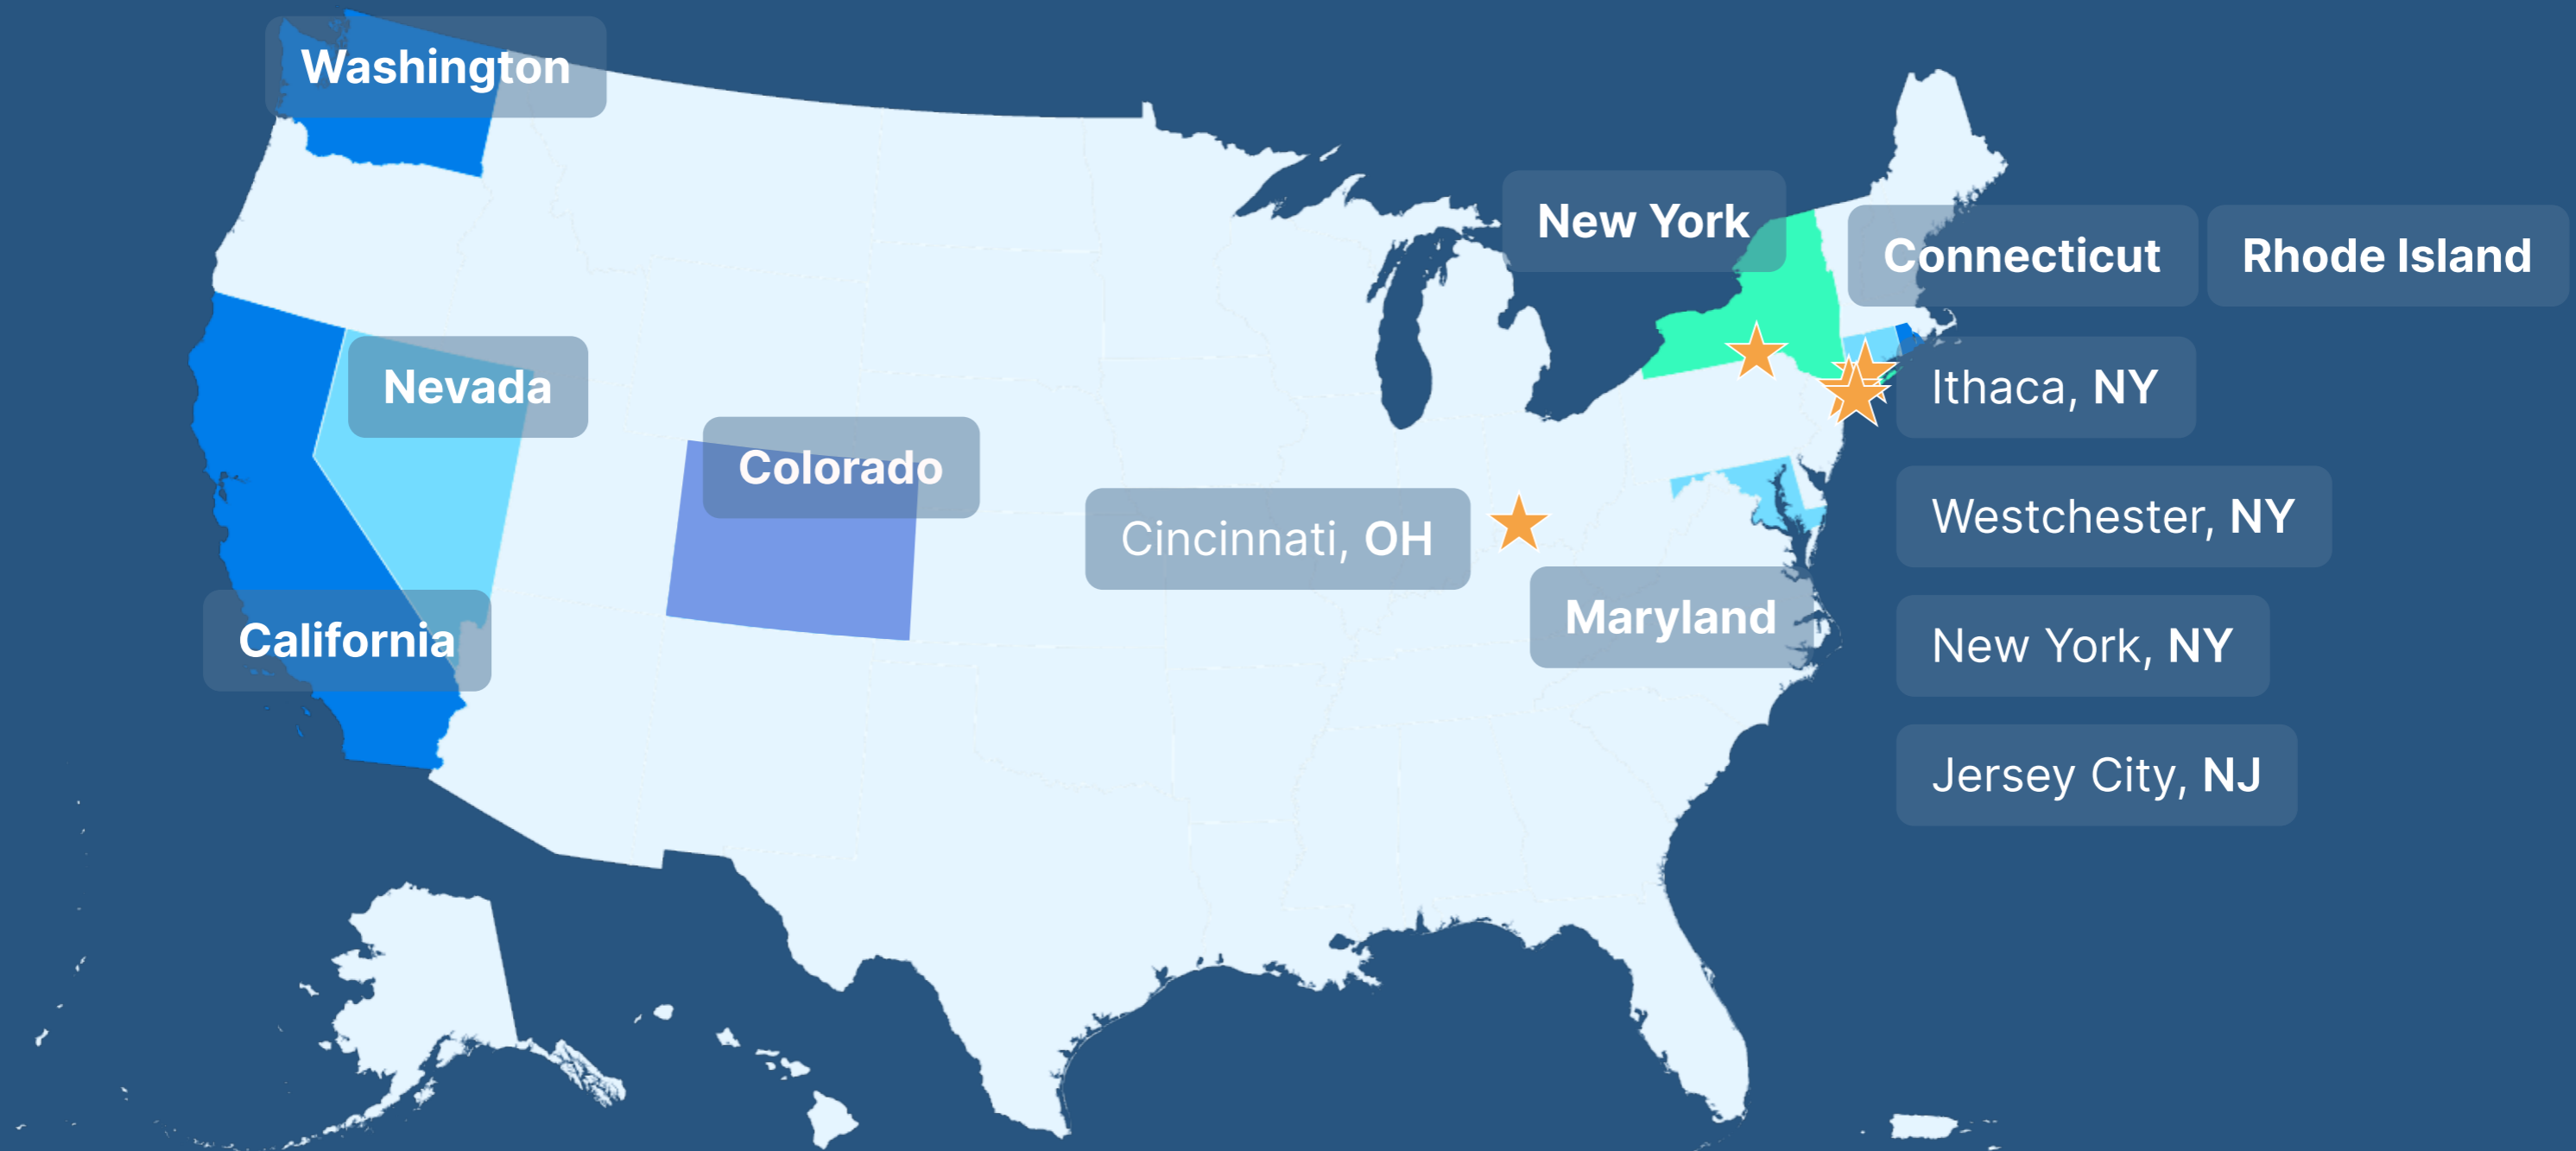 Washington
New York
Connecticut
Rhode Island
Nevada
Ithaca, NY
Colorado
Cincinnati, OH
Westchester, NY
Maryland
California
New York, NY
Jersey City, NJ